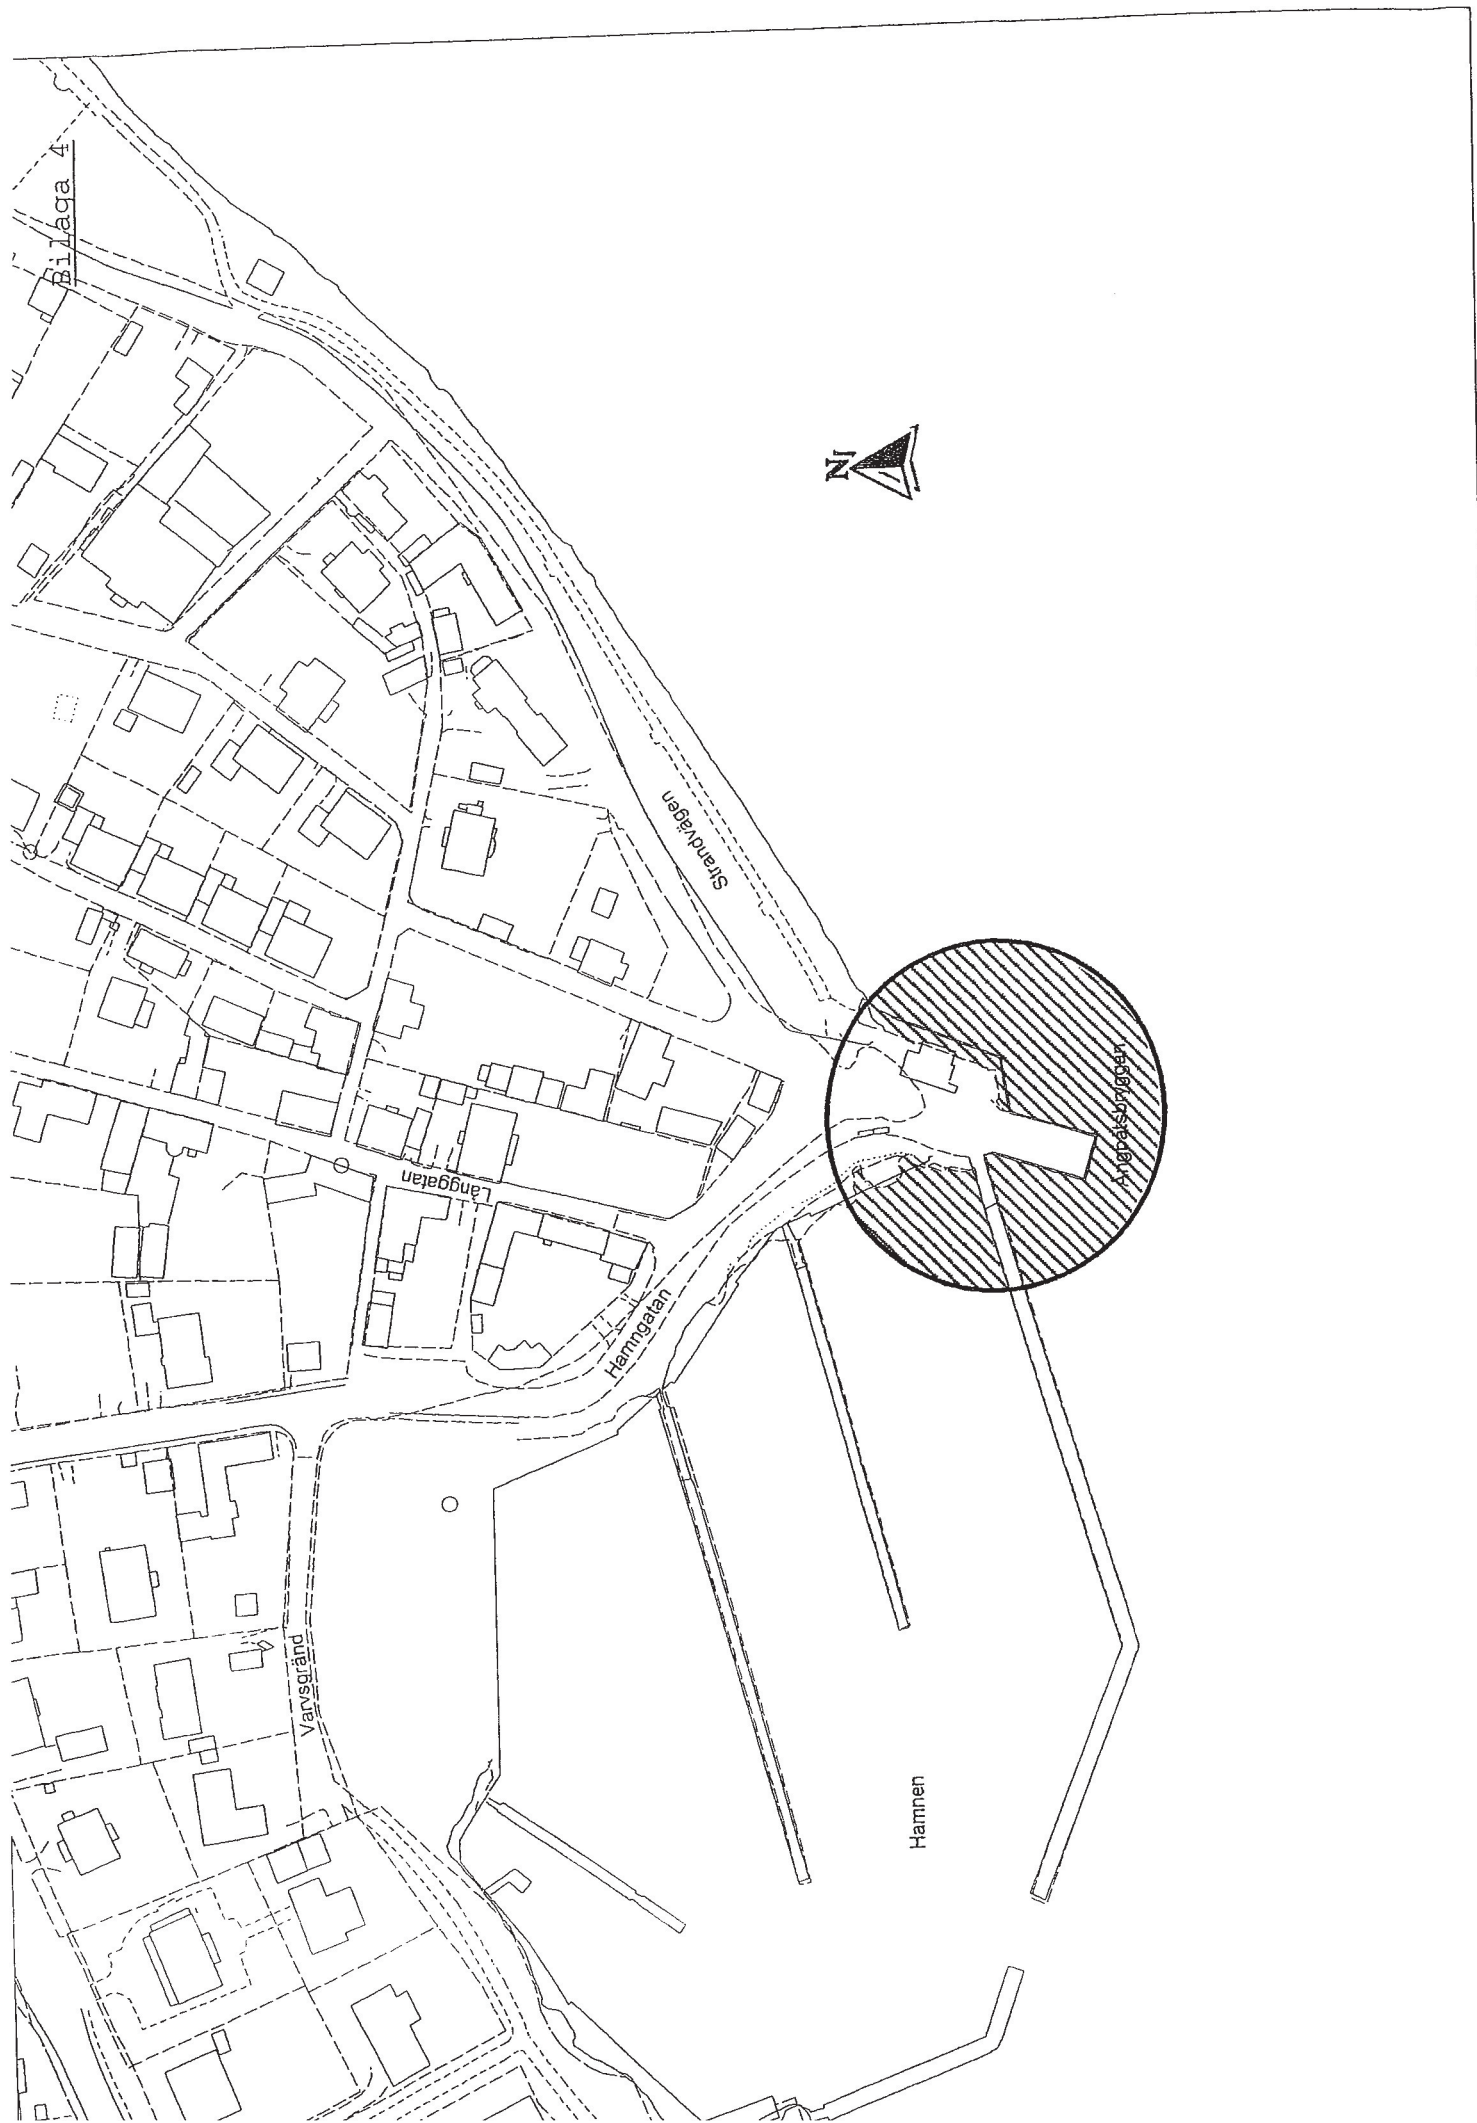 Bilaga 4
N
Strandvägen
Ångbåtsbryggan
Långgatan
Hamngatan
Varvsgränd
Hamnen